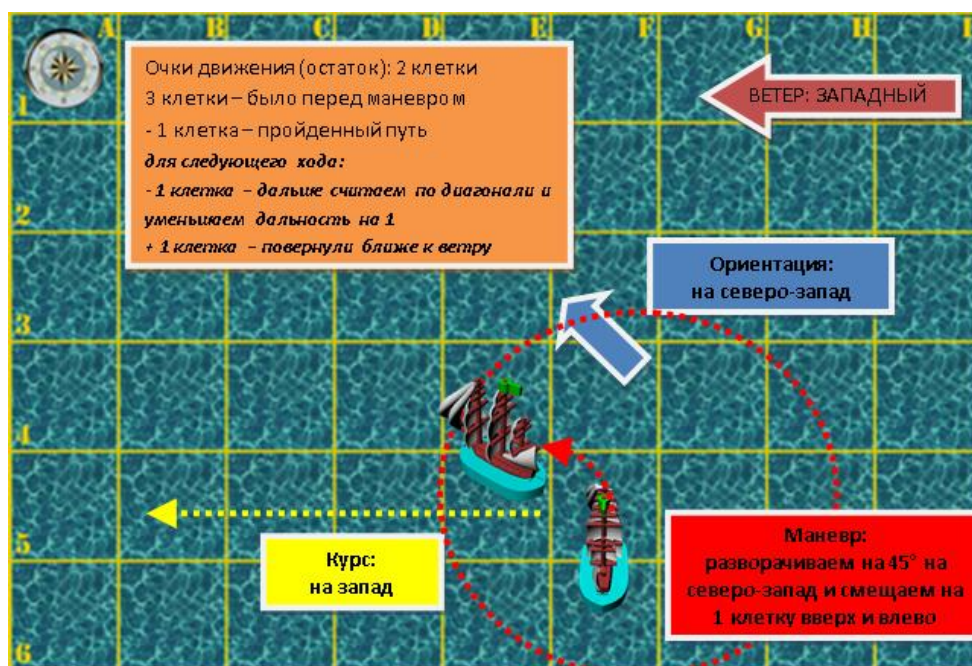 A B C D E F G H I
Очки движения (остаток): 2 клетки
3 клетки – было перед маневром
- 1 клетка – пройденный путь
для следующего хода:
- 1 клетка – дальше считаем по диагонали и
уменьшаем дальность на 1
+ 1 клетка – повернули ближе к ветру
ВЕТЕР: ЗАПАДНЫЙ
1
2
Ориентация:
на северо-запад
3
4
5
Курс:
на запад
Маневр:
разворачиваем на 45° на
северо-запад и смещаем на
1 клетку вверх и влево
6